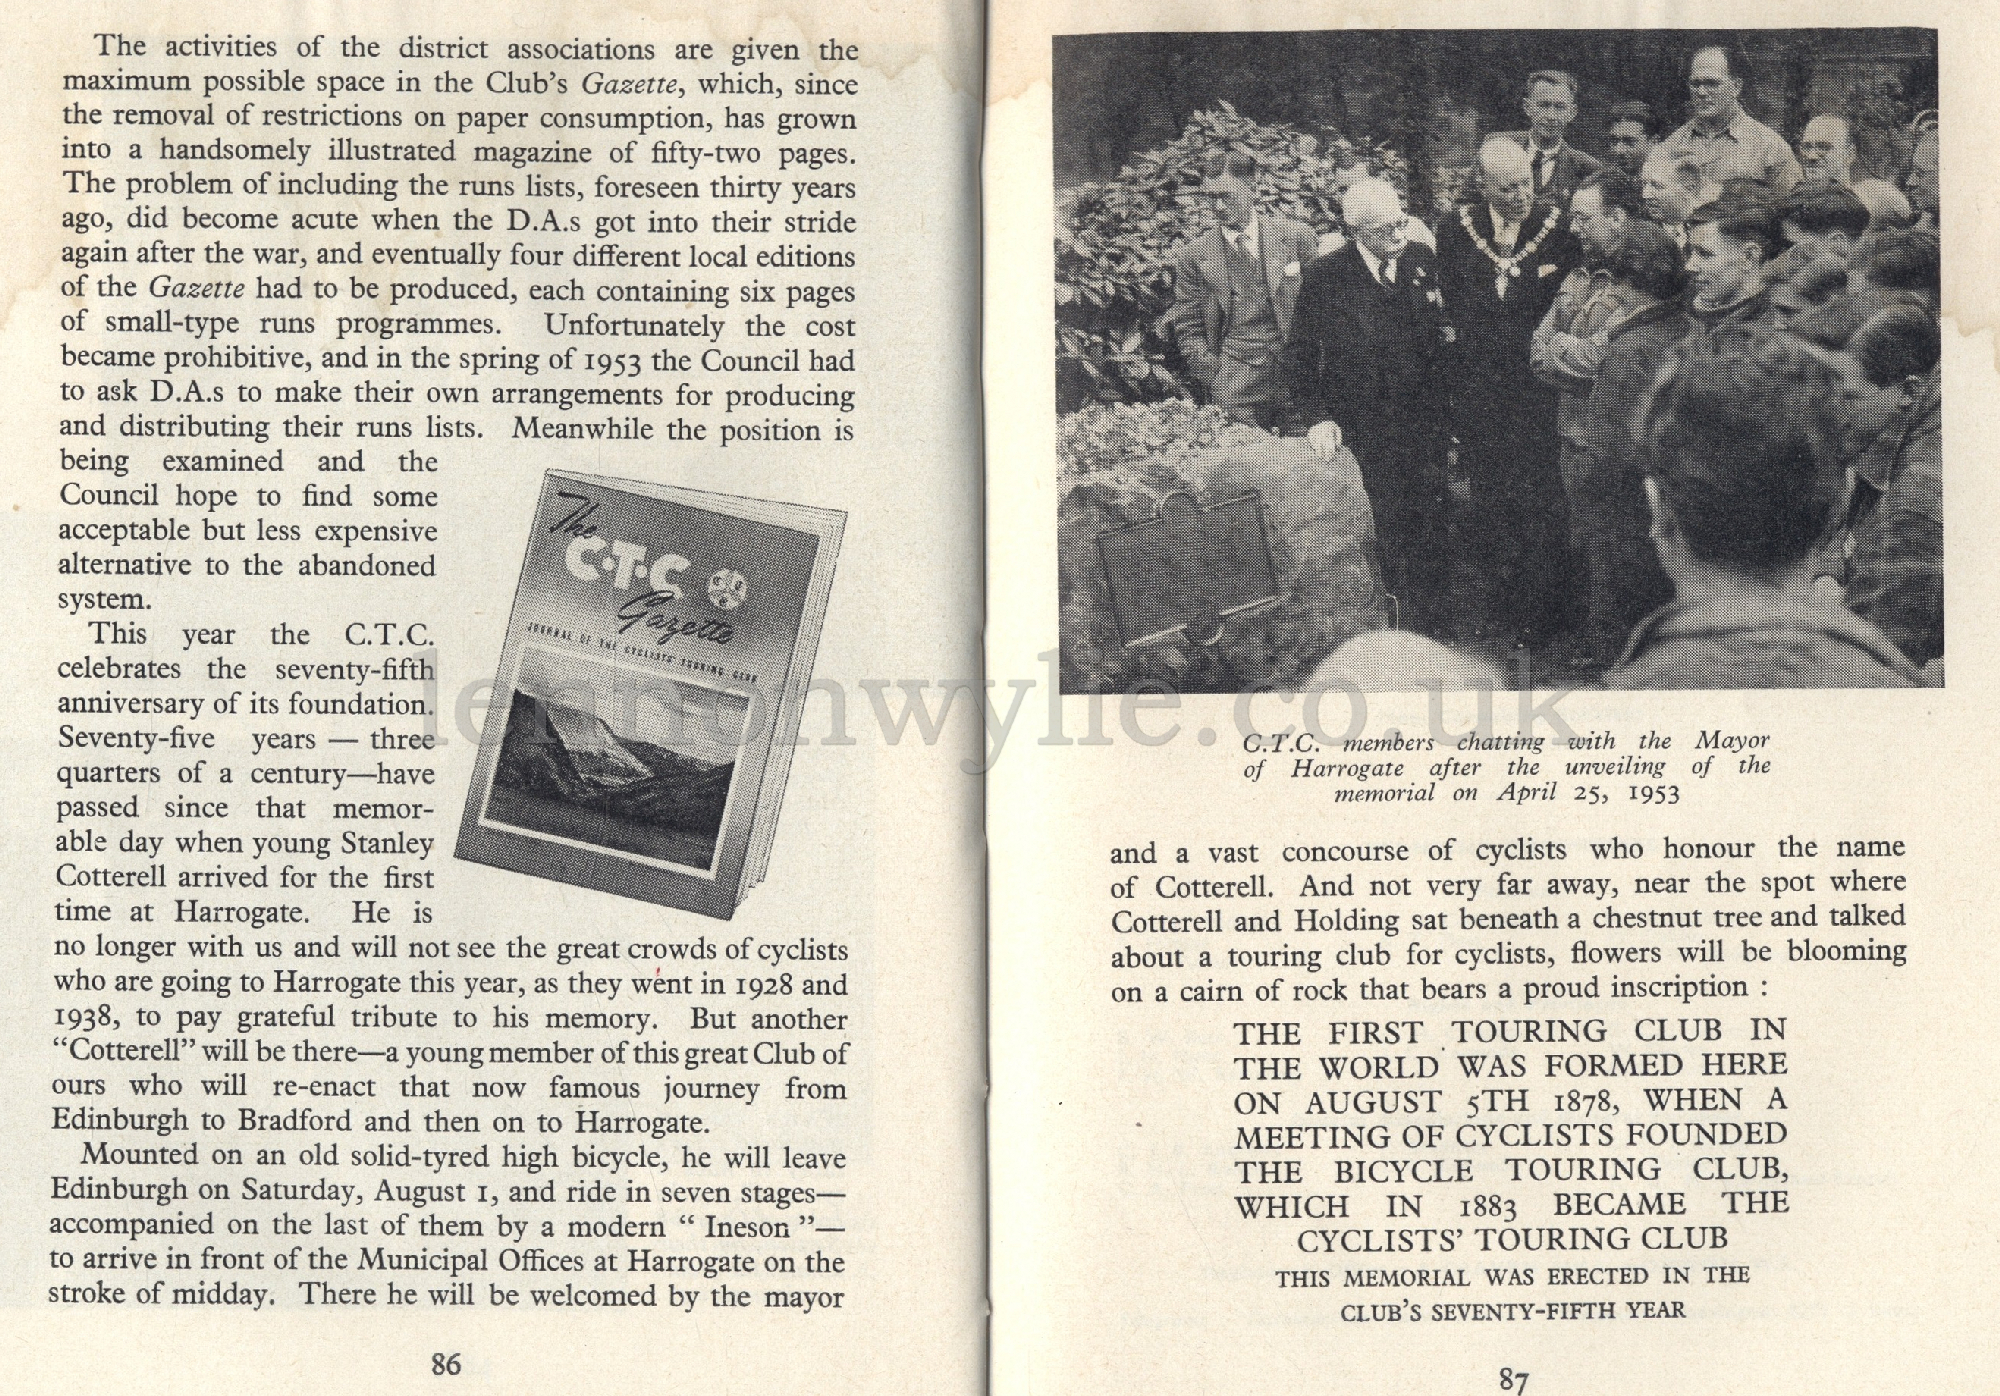 The activities of the district associations are given the
maximum possible space in the Club's Gazette, which, since
the removal of restrictions on paper consumption, has grown
into a handsomely illustrated magazine of fifty-two pages.
The problem of including the runs lists, foreseen thirty years
ago, did become acute when the D.A.s got into their stride
again after the war, and eventually four different local editions
of the Gazette had to be produced, each containing six pages
of small-type runs programmes. Unfortunately the cost
became prohibitive, and in the spring of 1953 the Council had
to ask D.A.s to make their own arrangements for producing
and distributing their runs lists. Meanwhile the position is
being examined and the
Council hope to find some
acceptable but less expensive
alternative to the abandoned
system.
This year the C.T.C.
celebrates the seventy-fifth
anniversary of its foundation.
Seventy-five years — three
quarters of a century—have
passed since that memor-
able day when young Stanley
Cotterell arrived for the first
time at Harrogate. He is
no longer with us and will not see the great crowds of cyclists
who are going to Harrogate this year, as they went in 1928 and
1938, to pay grateful tribute to his memory. But another
"Cotterell" will be there—a young member of this great Club of
ours who will re-enact that now famous journey from
Edinburgh to Bradford and then on to Harrogate.
Mounted on an old solid-tyred high bicycle, he will leave
Edinburgh on Saturday, August 1, and ride in seven stages—
accompanied on the last of them by a modern " Ineson "—
to arrive in front of the Municipal Offices at Harrogate on the
stroke of midday. There he will be welcomed by the mayor
86
The
C·T·C
Gazette
JOURNAL OF THE CYCLISTS' TOURING CLUB
lennonwylie.co.uk
C.T.C. members chatting with the Mayor
of Harrogate after the unveiling of the
memorial on April 25, 1953
and a vast concourse of cyclists who honour the name
of Cotterell. And not very far away, near the spot where
Cotterell and Holding sat beneath a chestnut tree and talked
about a touring club for cyclists, flowers will be blooming
on a cairn of rock that bears a proud inscription :
THE FIRST TOURING CLUB IN
THE WORLD WAS FORMED HERE
ON AUGUST 5TH 1878, WHEN A
MEETING OF CYCLISTS FOUNDED
THE BICYCLE TOURING CLUB,
WHICH IN 1883 BECAME THE
CYCLISTS' TOURING CLUB
THIS MEMORIAL WAS ERECTED IN THE
CLUB'S SEVENTY-FIFTH YEAR
87